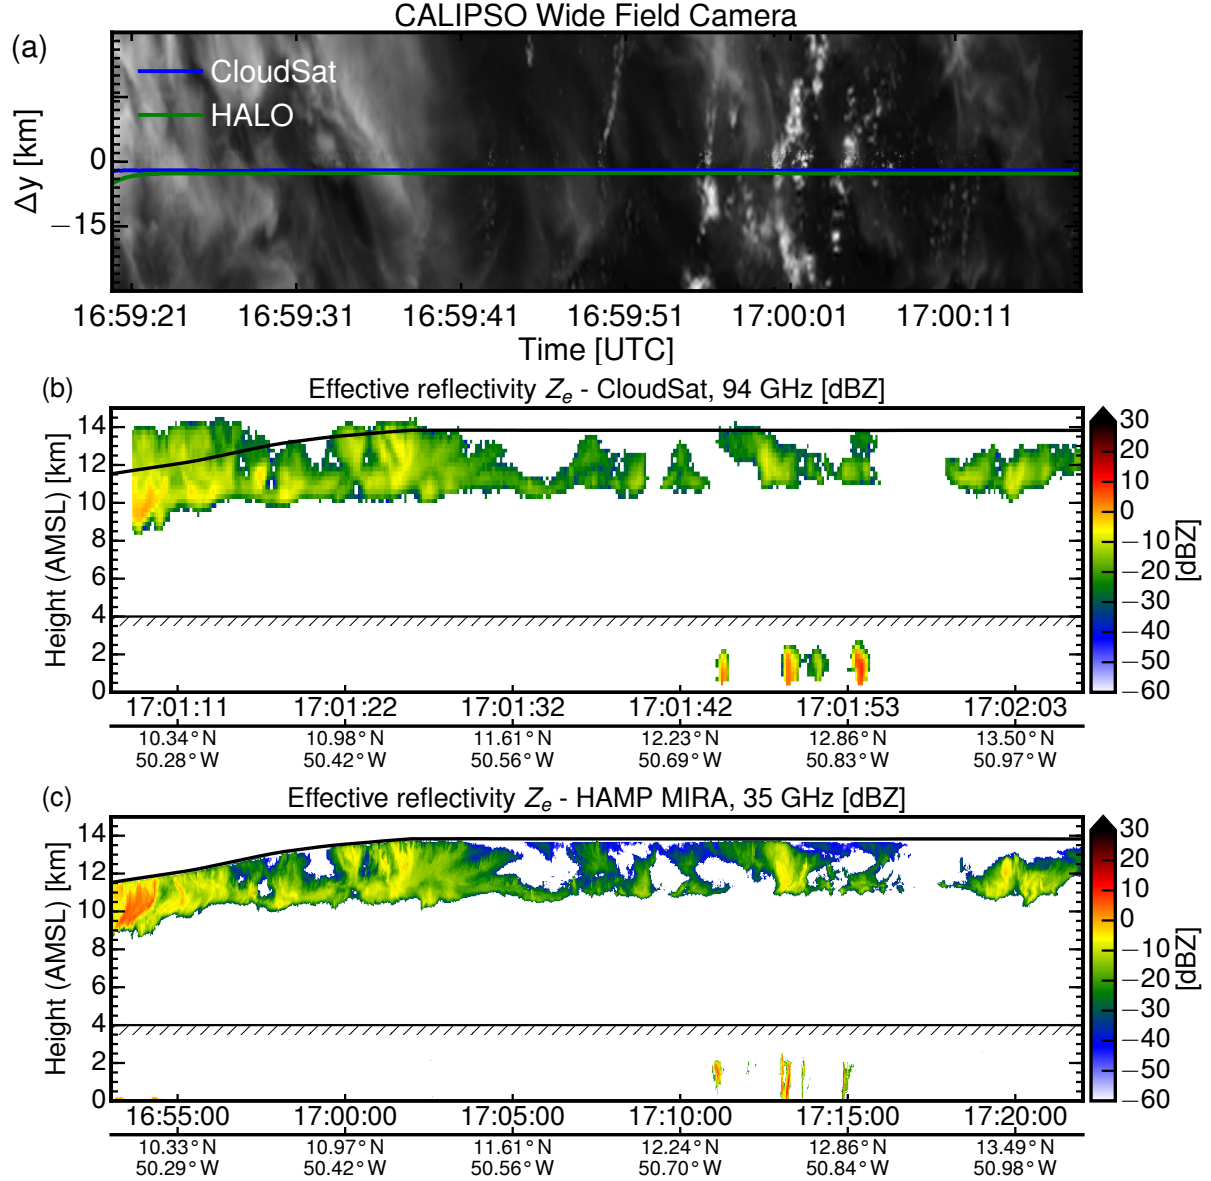 CALIPSO Wide Field Camera
(a)
CloudSat
HALO
Δy [km]
0
−15
16:59:21 16:59:31 16:59:41 16:59:51 17:00:01 17:00:11
Time [UTC]
(b)
Effective reflectivity Ze - CloudSat, 94 GHz [dBZ]
Height (AMSL) [km]
14
12
10
8
6
4
2
0
30
20
10
0
−10
−20
−30
−40
−50
−60
[dBZ]
17:01:11 17:01:22 17:01:32 17:01:42 17:01:53 17:02:03
10.34°N 10.98°N 11.61°N 12.23°N 12.86°N 13.50°N
50.28°W 50.42°W 50.56°W 50.69°W 50.83°W 50.97°W
(c)
Effective reflectivity Ze - HAMP MIRA, 35 GHz [dBZ]
Height (AMSL) [km]
14
12
10
8
6
4
2
0
30
20
10
0
−10
−20
−30
−40
−50
−60
[dBZ]
16:55:00 17:00:00 17:05:00 17:10:00 17:15:00 17:20:00
10.33°N 10.97°N 11.61°N 12.24°N 12.86°N 13.49°N
50.29°W 50.42°W 50.56°W 50.70°W 50.84°W 50.98°W